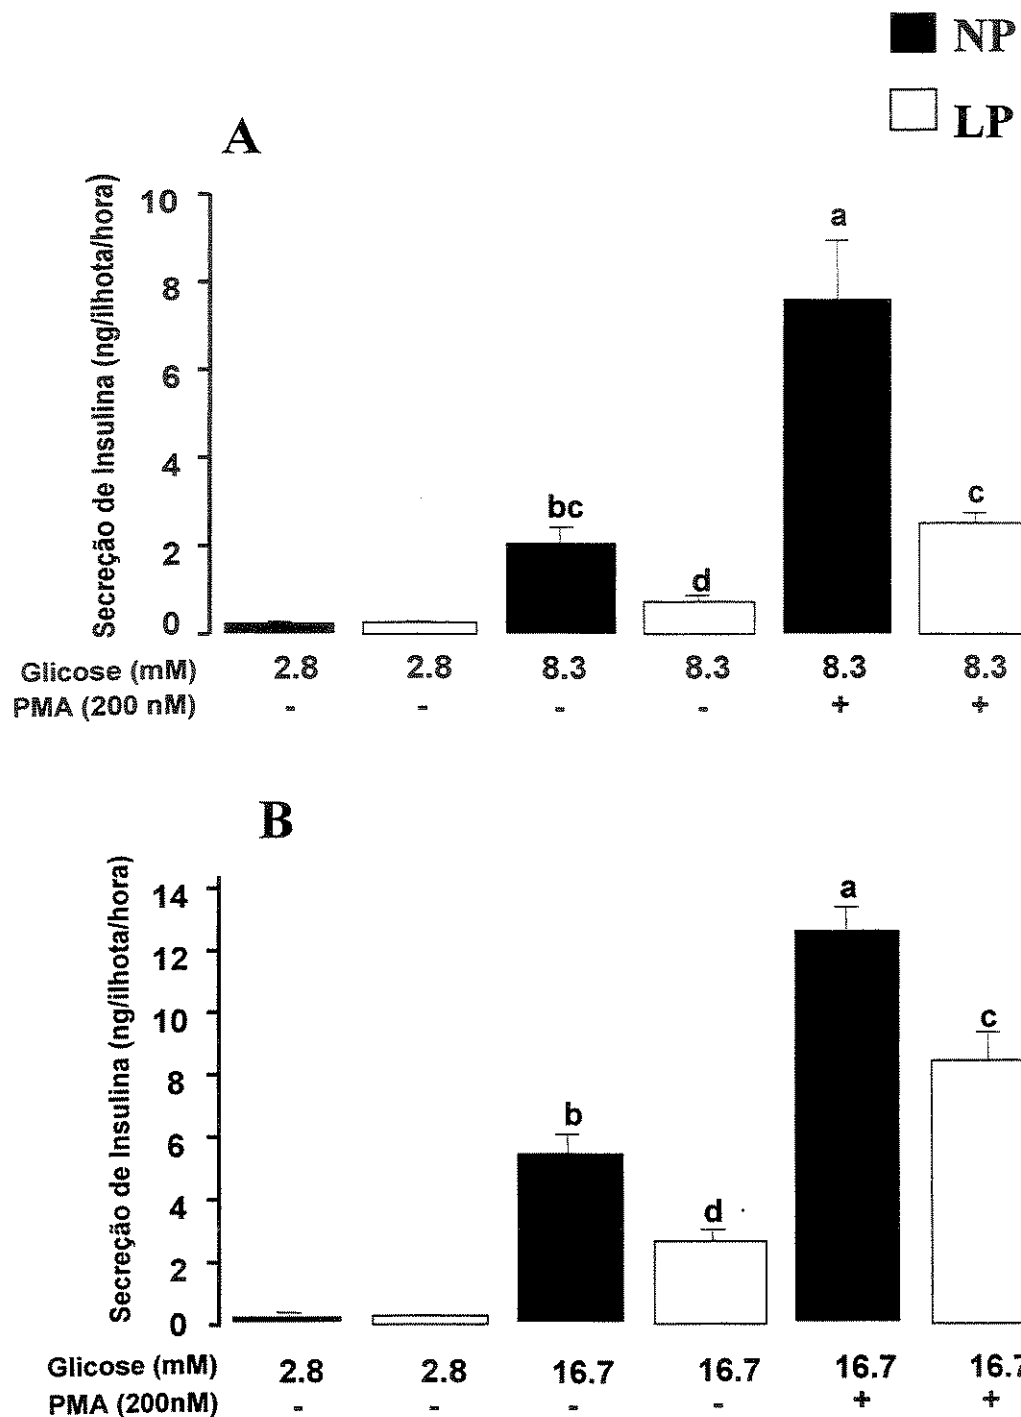 NP
LP
A
Secreção de Insulina (ng/ilhota/hora)
10
8
6
4
2
0
a
bc
c
d
Glicose (mM) 2.8 2.8 8.3 8.3 8.3 8.3
PMA (200 nM) - - - - + +
B
Secreção de Insulina (ng/ilhota/hora)
14
12
10
8
6
4
2
0
a
c
b
d
Glicose (mM) 2.8 2.8 16.7 16.7 16.7 16.7
PMA (200nM) - - - - + +